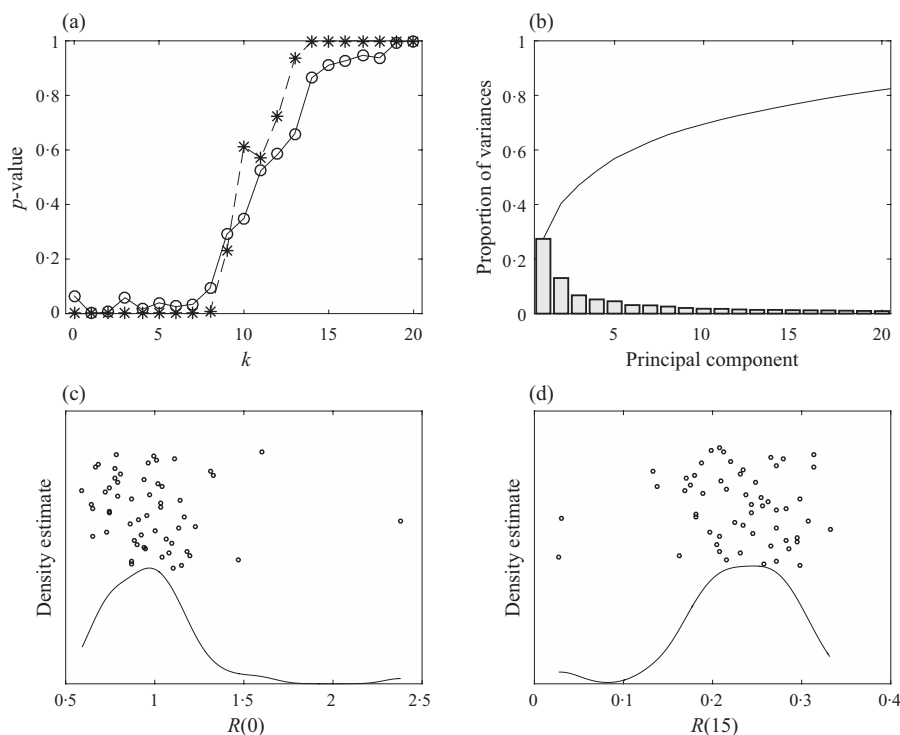 (a)
1
0·8
0·6
0·4
0·2
0
p-value
0 5 10 15 20
k
(b)
1
0·8
0·6
0·4
0·2
0
Proportion of variances
5 10 15 20
Principal component
(c)
Density estimate
0·5 1 1·5 2 2·5
R(0)
(d)
Density estimate
0 0·1 0·2 0·3 0·4
R(15)